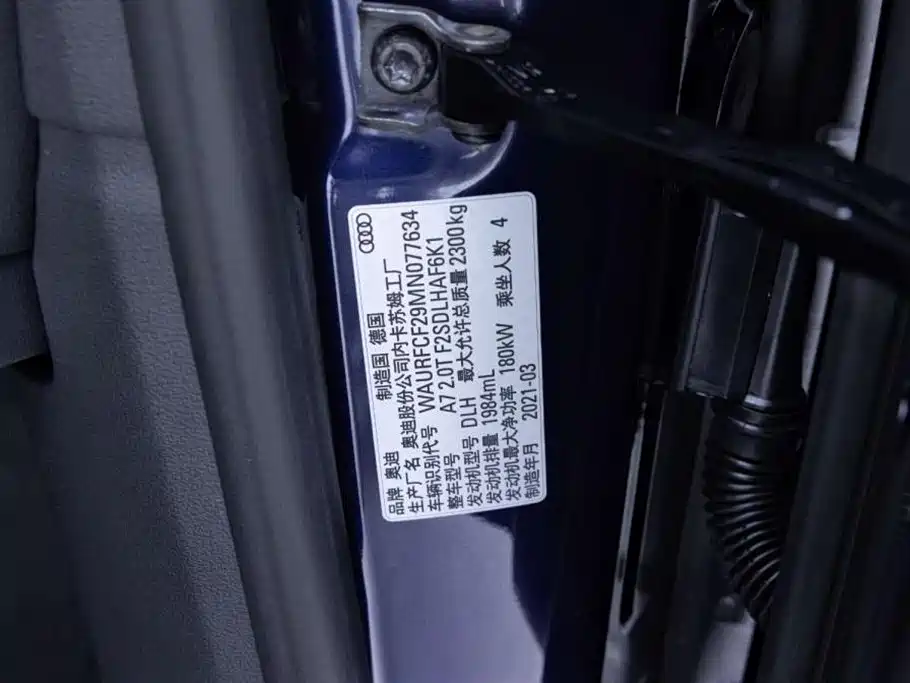 品牌 奥迪 制造国 德国
生产厂名 奥迪股份公司内卡苏姆工厂
车辆识别代号 WAURFCF29MN077634
整车型号 A7 2.0T F2SDLHAF6K1
发动机型号 DLH 最大允许总质量 2300kg
发动机排量 1984mL
发动机最大净功率 180kW 乘坐人数 4
制造年月 2021-03